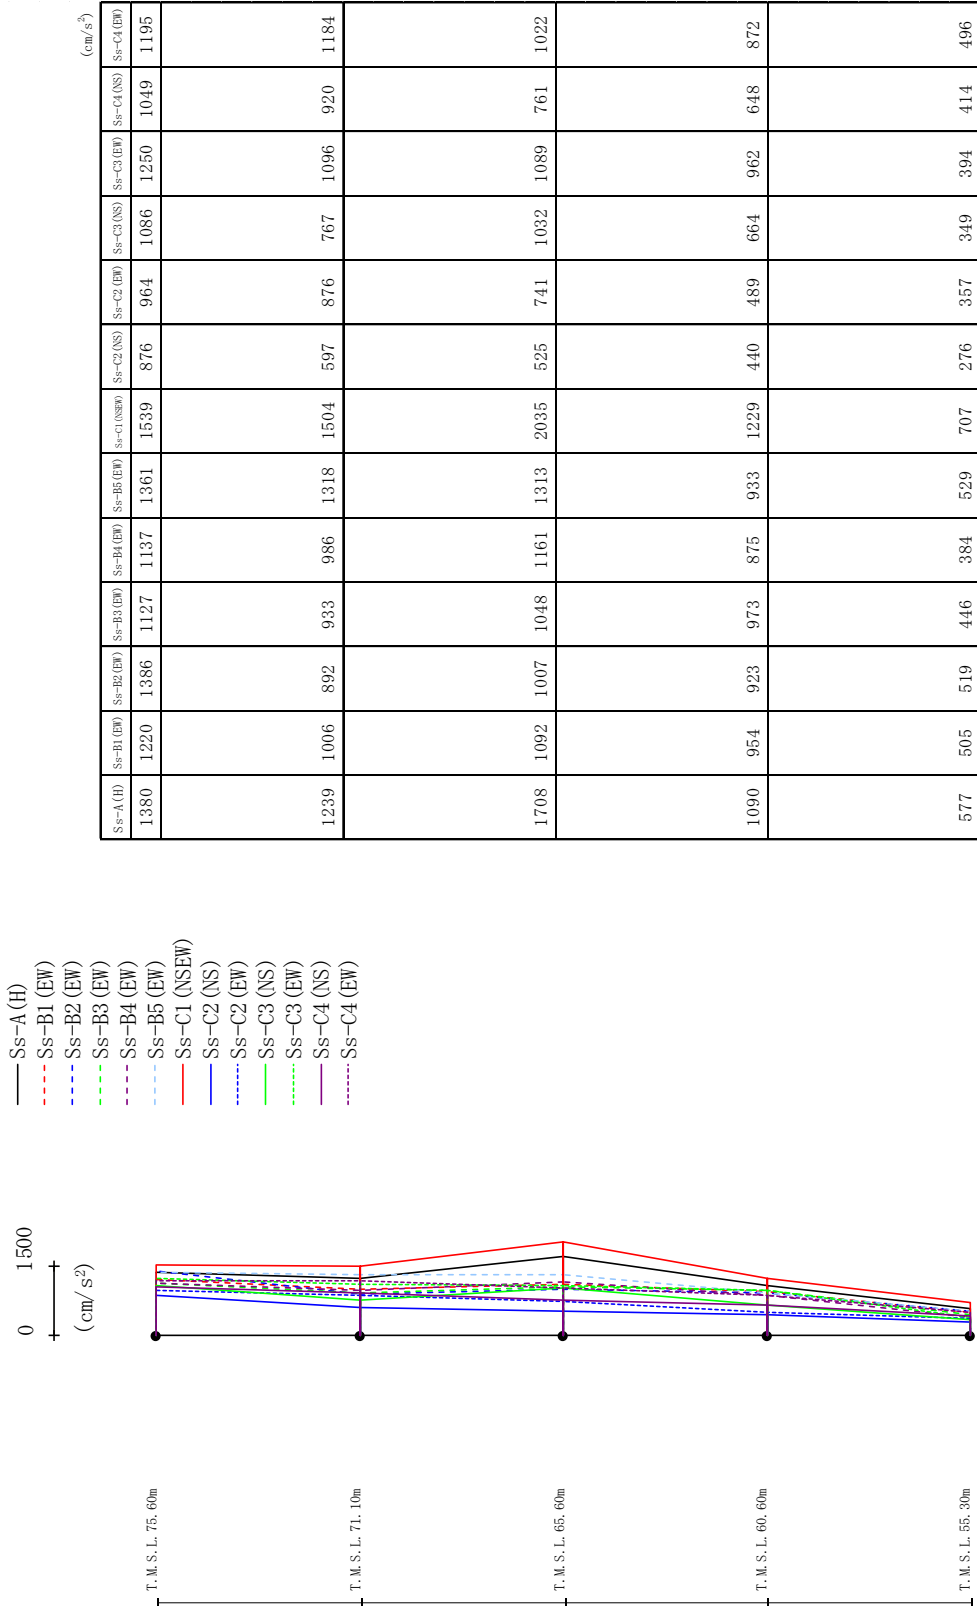 T.M.S.L.75.60m
T.M.S.L.71.10m
T.M.S.L.65.60m
T.M.S.L.60.60m
T.M.S.L.55.30m
0 1500
(cm/s²)
Ss-A(H)
Ss-B1(EW)
Ss-B2(EW)
Ss-B3(EW)
Ss-B4(EW)
Ss-B5(EW)
Ss-C1(NSEW)
Ss-C2(NS)
Ss-C2(EW)
Ss-C3(NS)
Ss-C3(EW)
Ss-C4(NS)
Ss-C4(EW)
(cm/s²)
Ss-A(H) Ss-B1(EW) Ss-B2(EW) Ss-B3(EW) Ss-B4(EW) Ss-B5(EW) Ss-C1(NSEW) Ss-C2(NS) Ss-C2(EW) Ss-C3(NS) Ss-C3(EW) Ss-C4(NS) Ss-C4(EW)
1380 1220 1386 1127 1137 1361 1539 876 964 1086 1250 1049 1195
1239 1006 892 933 986 1318 1504 597 876 767 1096 920 1184
1708 1092 1007 1048 1161 1313 2035 525 741 1032 1089 761 1022
1090 954 923 973 875 933 1229 440 489 664 962 648 872
577 505 519 446 384 529 707 276 357 349 394 414 496